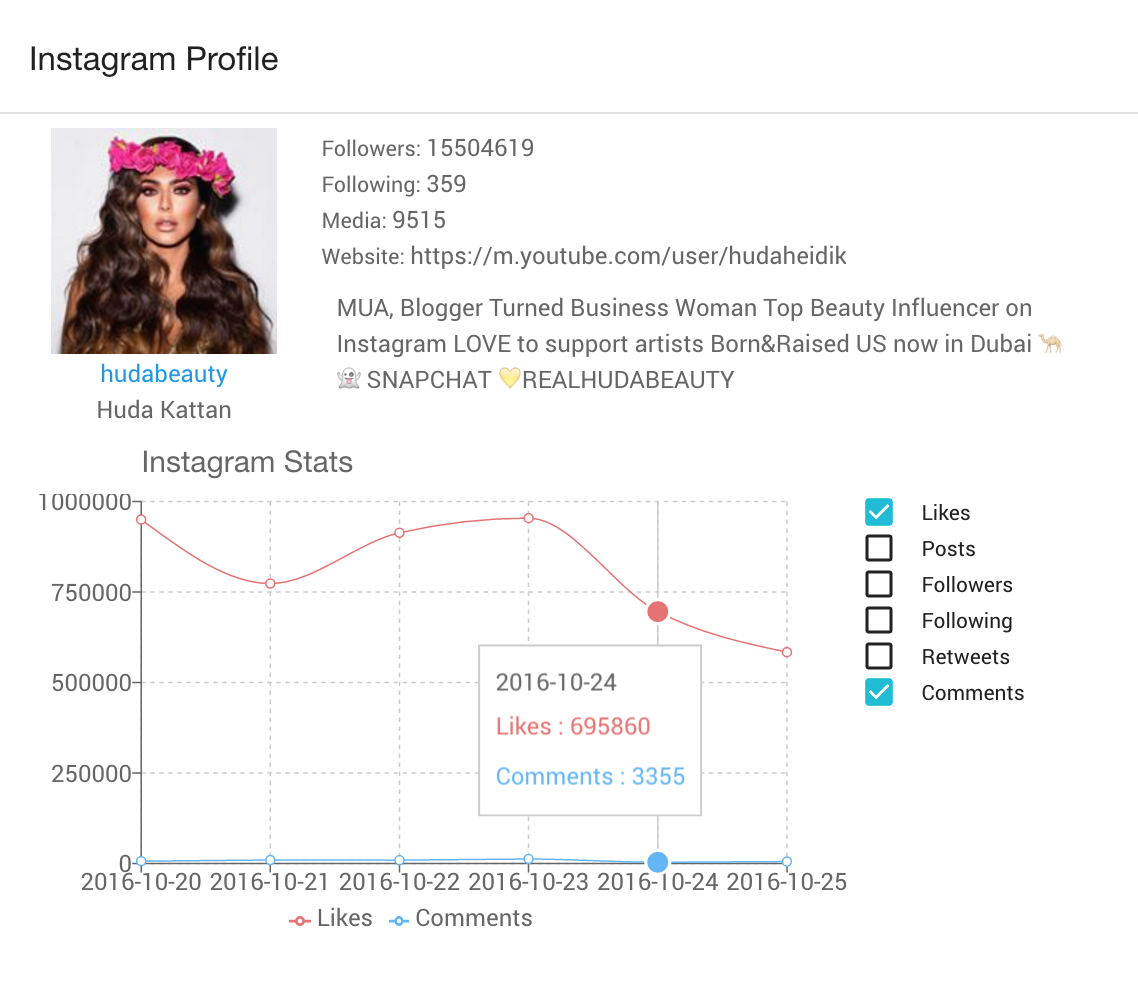 Instagram Profile
Followers: 15504619
Following: 359
Media: 9515
Website: https://m.youtube.com/user/hudaheidik
MUA, Blogger Turned Business Woman Top Beauty Influencer on
Instagram LOVE to support artists Born&Raised US now in Dubai 🐪
👻 SNAPCHAT 💛REALHUDABEAUTY
hudabeauty
Huda Kattan
Instagram Stats
1000000
750000
500000
250000
0
2016-10-24
Likes : 695860
Comments : 3355
2016-10-20 2016-10-21 2016-10-22 2016-10-23 2016-10-24 2016-10-25
Likes Comments
Likes
Posts
Followers
Following
Retweets
Comments